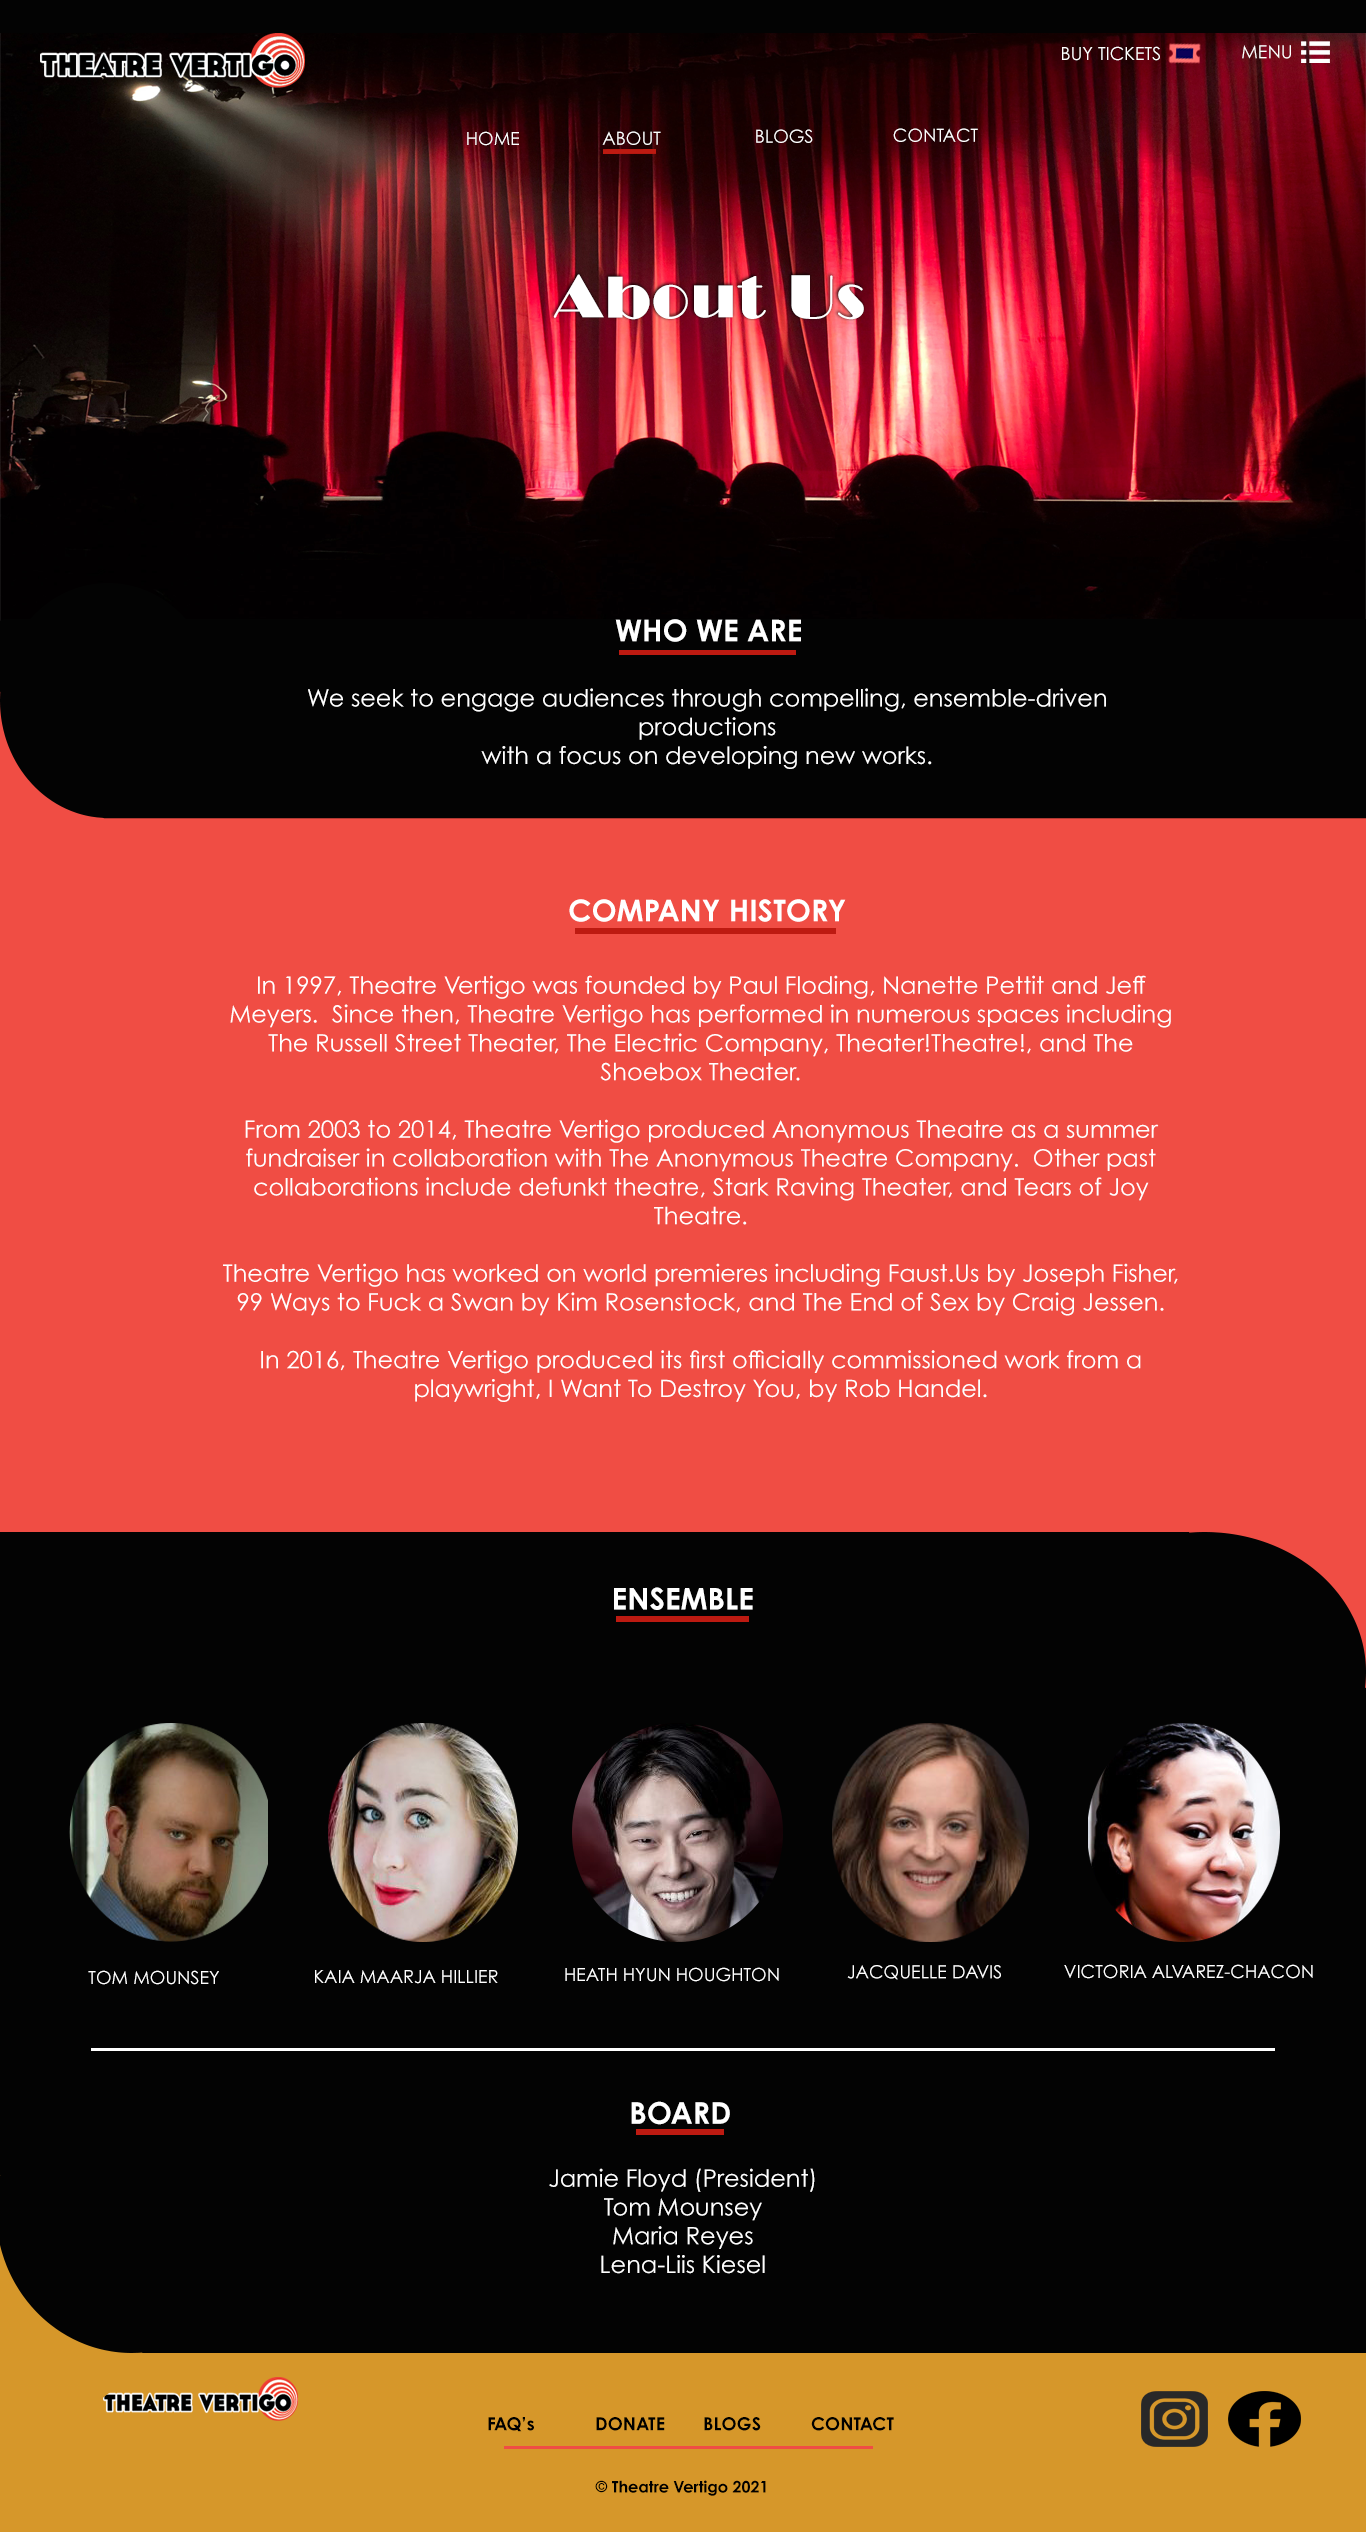 THEATRE VERTIGO
BUY TICKETS
MENU
HOME
ABOUT
BLOGS
CONTACT
About Us
WHO WE ARE
We seek to engage audiences through compelling, ensemble-driven
productions
with a focus on developing new works.
COMPANY HISTORY
In 1997, Theatre Vertigo was founded by Paul Floding, Nanette Pettit and Jeff
Meyers.  Since then, Theatre Vertigo has performed in numerous spaces including
The Russell Street Theater, The Electric Company, Theater!Theatre!, and The
Shoebox Theater.
From 2003 to 2014, Theatre Vertigo produced Anonymous Theatre as a summer
fundraiser in collaboration with The Anonymous Theatre Company.  Other past
collaborations include defunkt theatre, Stark Raving Theater, and Tears of Joy
Theatre.
Theatre Vertigo has worked on world premieres including Faust.Us by Joseph Fisher,
99 Ways to Fuck a Swan by Kim Rosenstock, and The End of Sex by Craig Jessen.
In 2016, Theatre Vertigo produced its first officially commissioned work from a
playwright, I Want To Destroy You, by Rob Handel.
ENSEMBLE
TOM MOUNSEY
KAIA MAARJA HILLIER
HEATH HYUN HOUGHTON
JACQUELLE DAVIS
VICTORIA ALVAREZ-CHACON
BOARD
Jamie Floyd (President)
Tom Mounsey
Maria Reyes
Lena-Liis Kiesel
THEATRE VERTIGO
FAQ's
DONATE
BLOGS
CONTACT
© Theatre Vertigo 2021